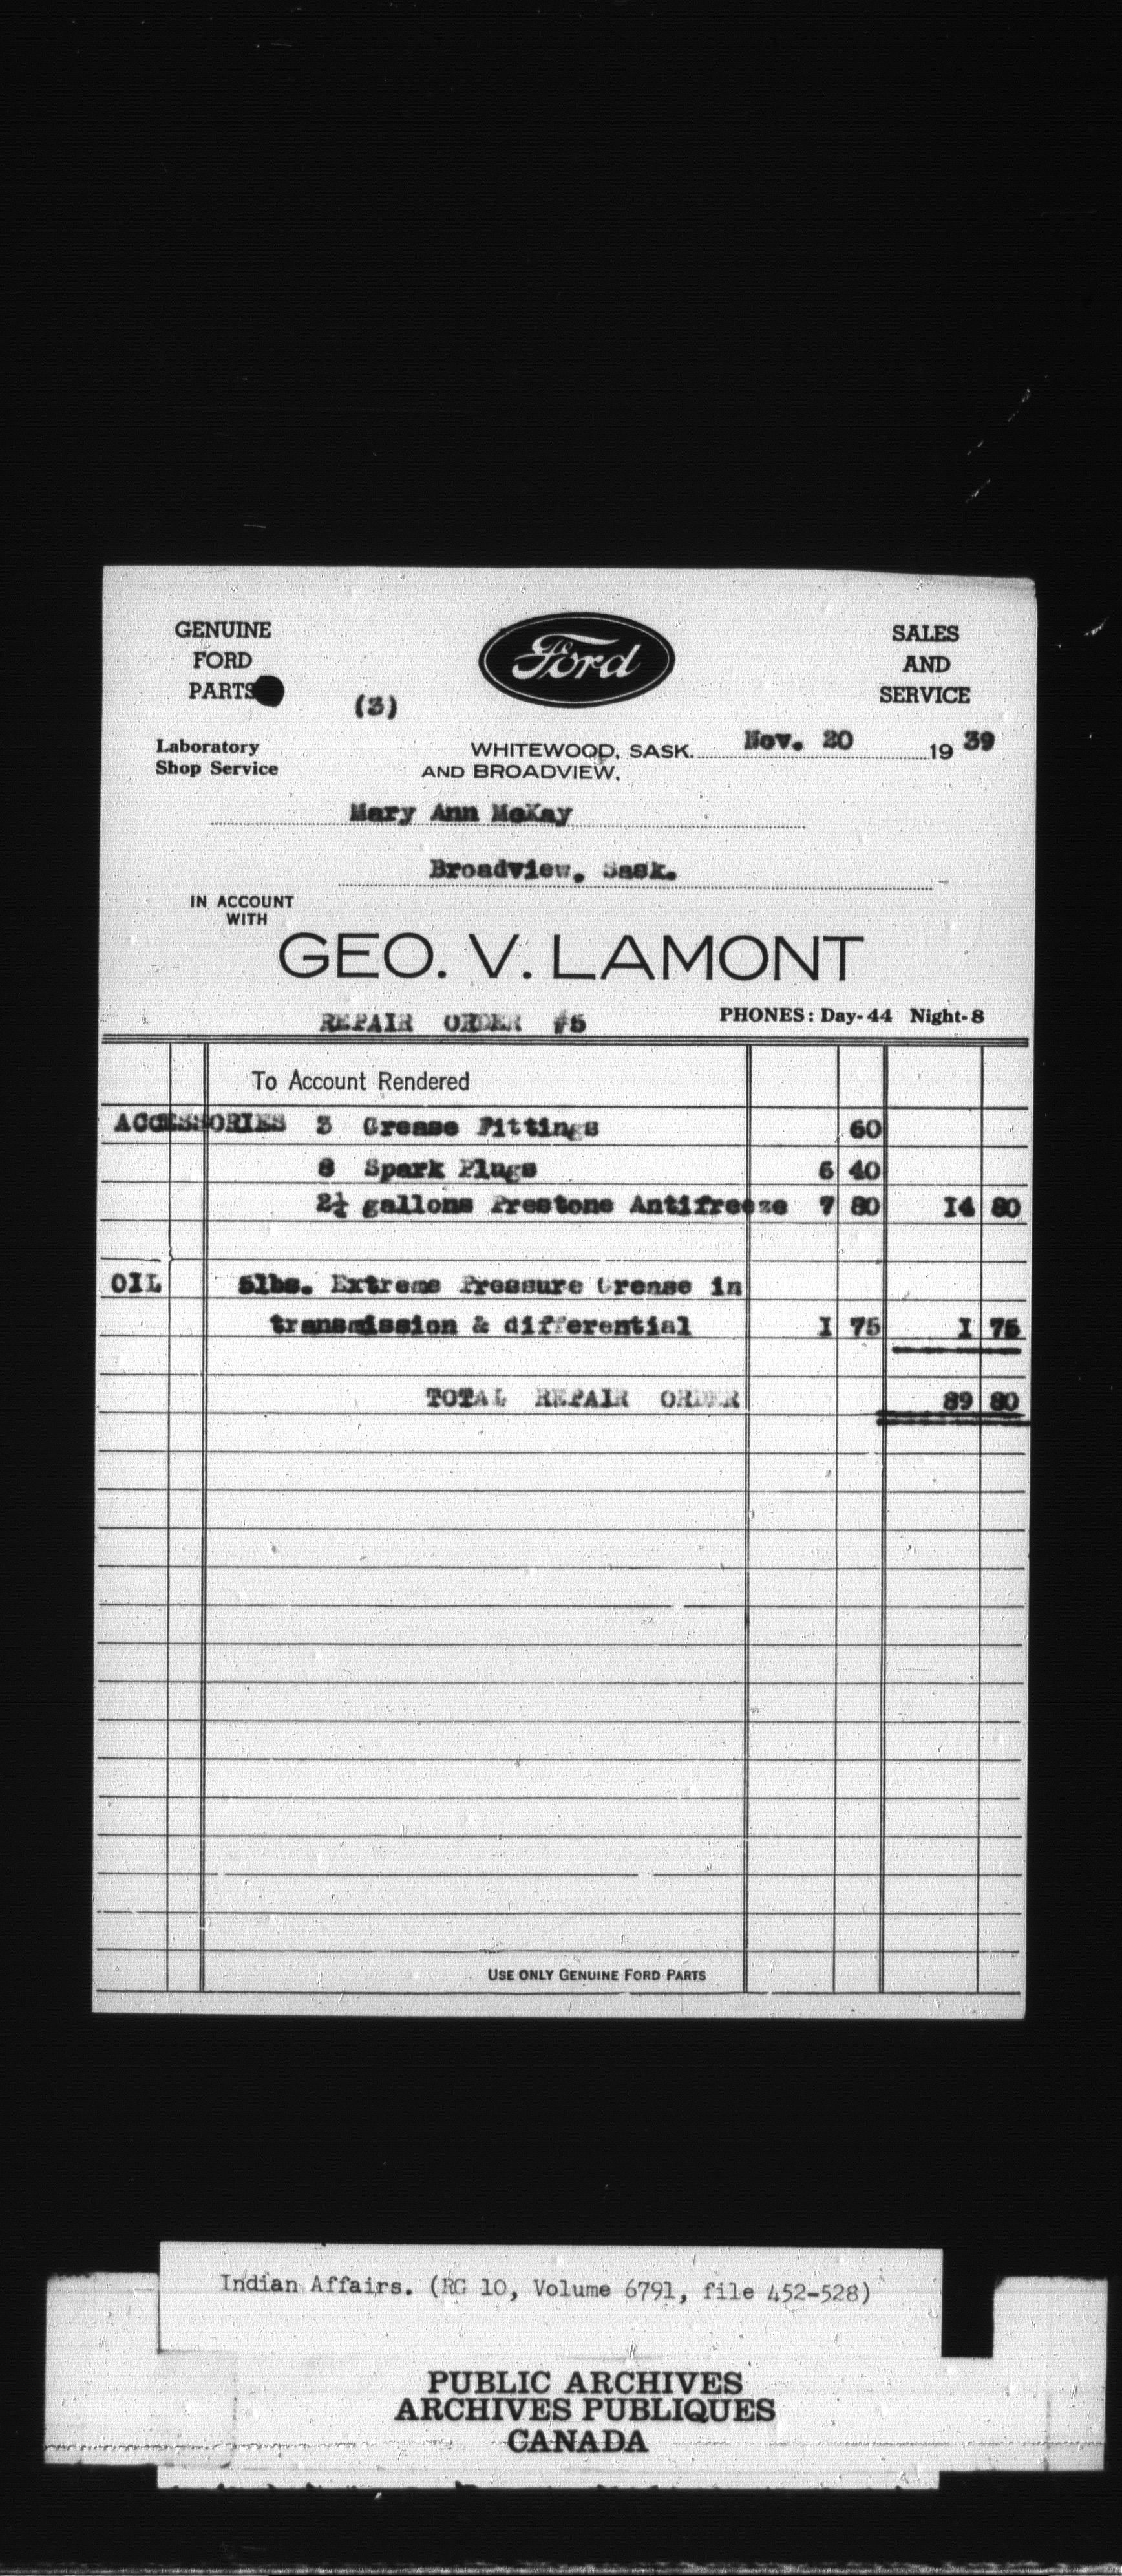 GENUINE
FORD
PARTS
Ford
SALES
AND
SERVICE
(3)
Laboratory
Shop Service
WHITEWOOD, SASK. Nov. 20 19 39
AND BROADVIEW,
Mary Ann McKay
Broadview, Sask.
IN ACCOUNT
WITH
GEO. V. LAMONT
REPAIR ORDER #5
PHONES: Day-44 Night-8
To Account Rendered
ACCESSORIES 3 Grease Fittings 60
8 Spark Plugs 6 40
2¼ gallons Prestone Antifreeze 7 80 14 80
OIL 5lbs. Extreme Pressure Grease in
transmission & differential I 75 I 75
TOTAL REPAIR ORDER 89 80
USE ONLY GENUINE FORD PARTS
Indian Affairs. (RG 10, Volume 6791, file 452-528)
PUBLIC ARCHIVES
ARCHIVES PUBLIQUES
CANADA